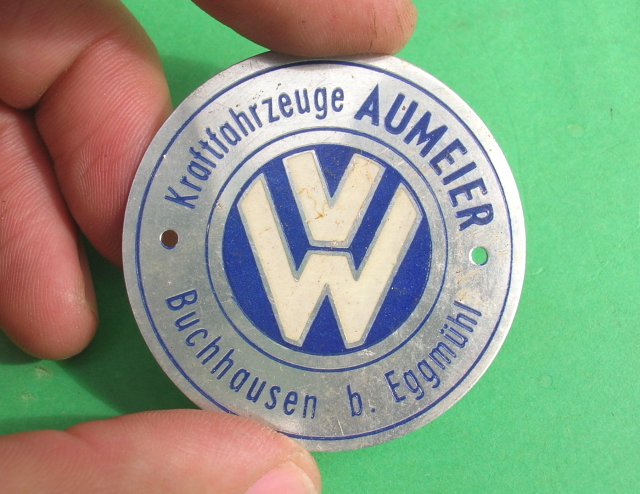 Kraftfahrzeuge AUMEIER
VW
Buchhausen b. Eggmühl